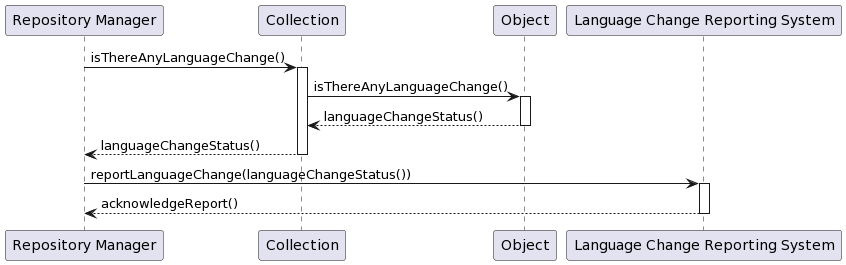 Repository Manager
Collection
Object
Language Change Reporting System
isThereAnyLanguageChange()
isThereAnyLanguageChange()
languageChangeStatus()
languageChangeStatus()
reportLanguageChange(languageChangeStatus())
acknowledgeReport()
Repository Manager
Collection
Object
Language Change Reporting System